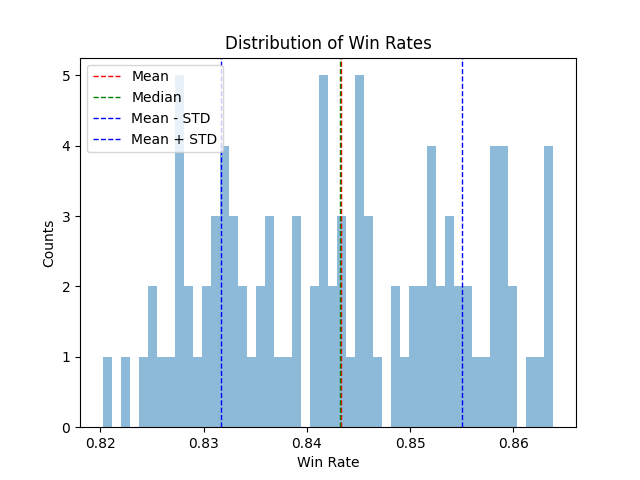 Distribution of Win Rates
Mean
Median
Mean - STD
Mean + STD
5
4
3
2
1
0
Counts
0.82 0.83 0.84 0.85 0.86
Win Rate